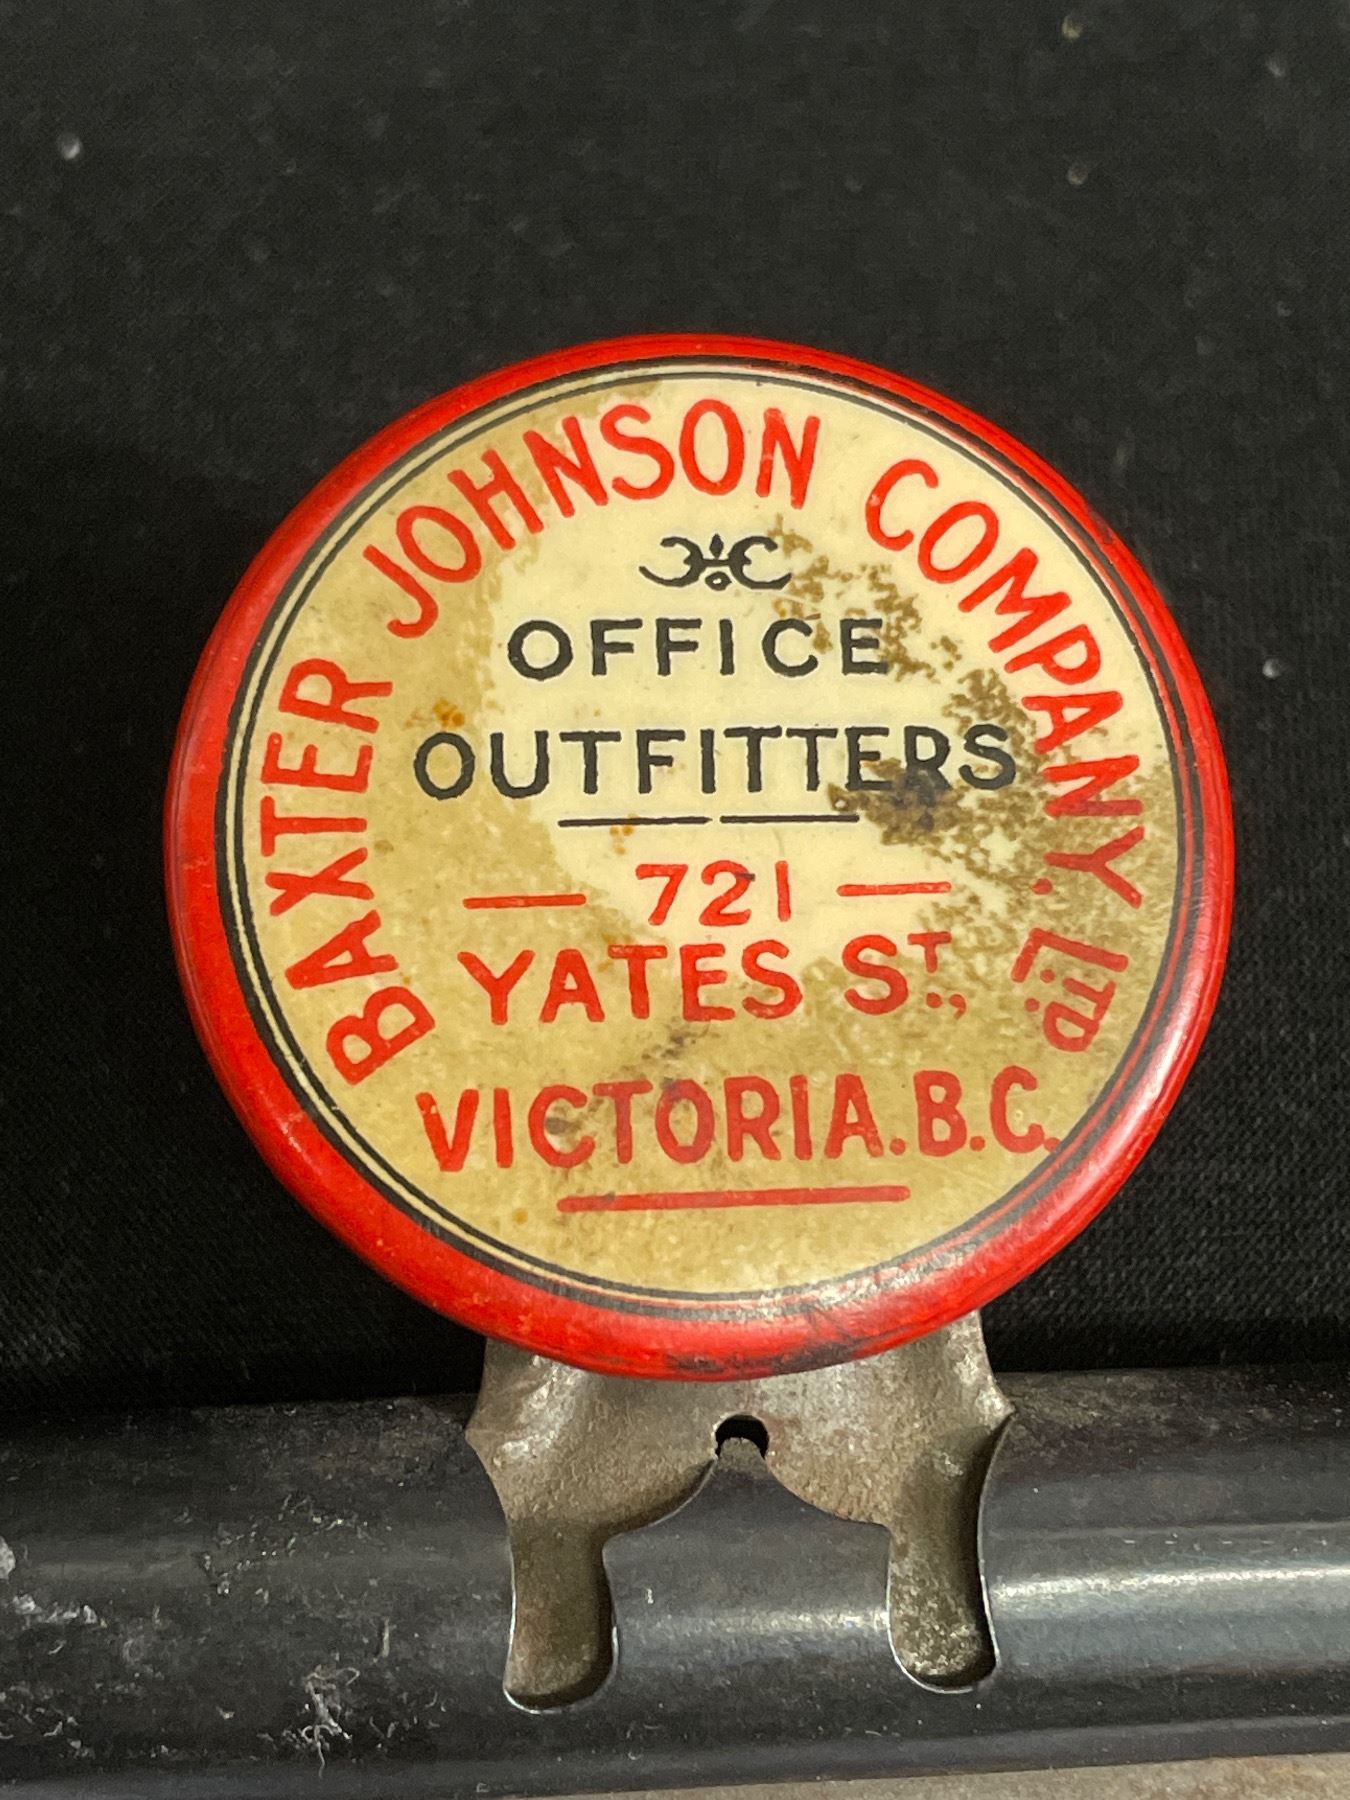 BAXTER JOHNSON COMPANY. LTD.
OFFICE
OUTFITTERS
721
YATES ST.,
VICTORIA. B.C.